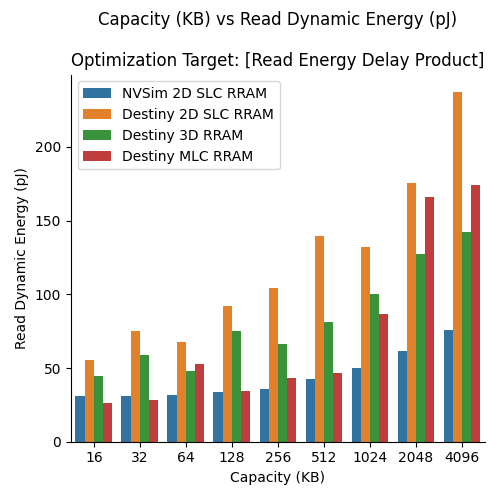 Capacity (KB) vs Read Dynamic Energy (pJ)
Optimization Target: [Read Energy Delay Product]
NVSim 2D SLC RRAM
Destiny 2D SLC RRAM
Destiny 3D RRAM
Destiny MLC RRAM
Read Dynamic Energy (pJ)
200
150
100
50
0
16 32 64 128 256 512 1024 2048 4096
Capacity (KB)